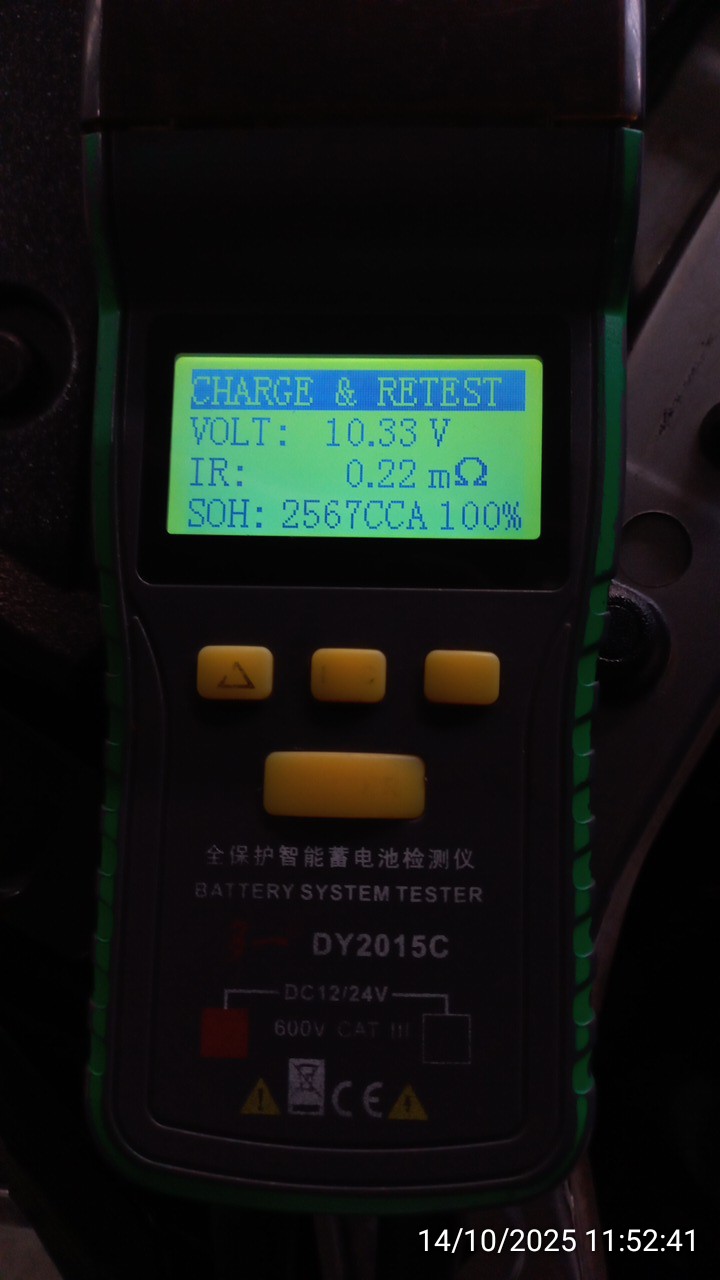 CHARGE & RETEST
VOLT: 10.33 V
IR: 0.22 mΩ
SOH: 2567CCA 100%
全保护智能蓄电池检测仪
BATTERY SYSTEM TESTER
DY2015C
DC12/24V
600V CAT III
CE
14/10/2025 11:52:41